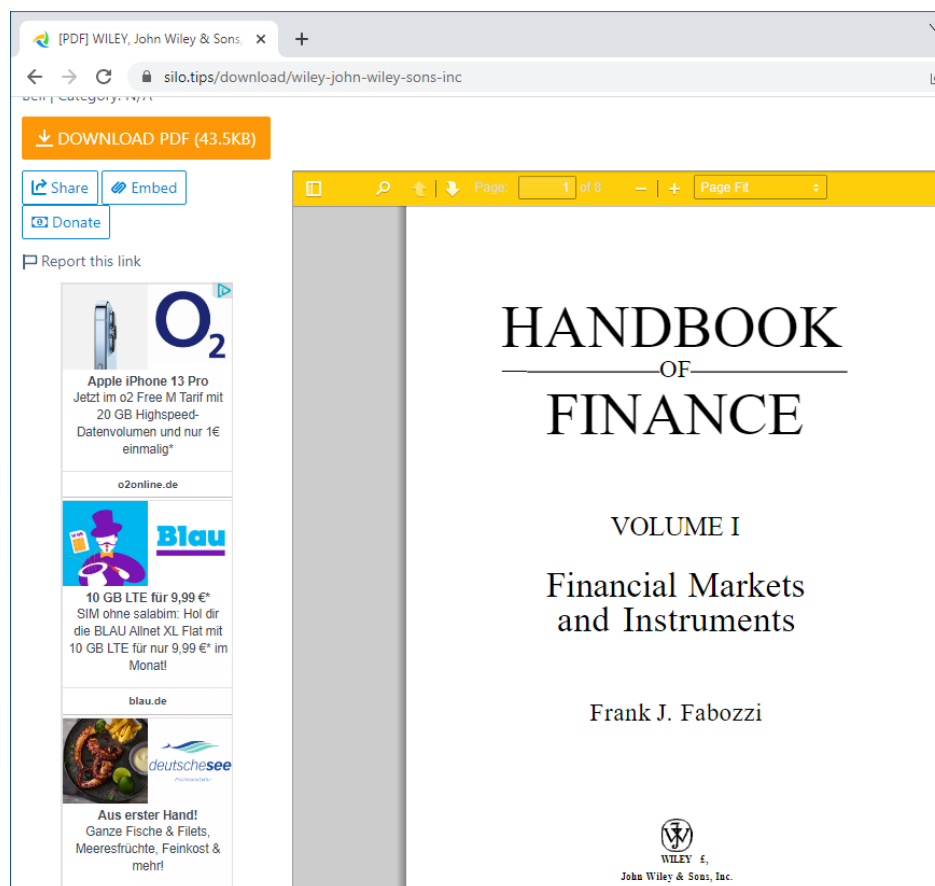 [PDF] WILEY, John Wiley & Sons,
silo.tips/download/wiley-john-wiley-sons-inc
Bell | Category: N/A
DOWNLOAD PDF (43.5KB)
Share
Embed
Donate
Report this link
Page:
1
of 8
Page Fit
O2
Apple iPhone 13 Pro
Jetzt im o2 Free M Tarif mit
20 GB Highspeed-
Datenvolumen und nur 1€
einmalig*
o2online.de
Blau
10 GB LTE für 9,99 €*
SIM ohne salabim: Hol dir
die BLAU Allnet XL Flat mit
10 GB LTE für nur 9,99 €* im
Monat!
blau.de
deutschesee
Aus erster Hand!
Ganze Fische & Filets,
Meeresfrüchte, Feinkost &
mehr!
HANDBOOK
OF
FINANCE
VOLUME I
Financial Markets
and Instruments
Frank J. Fabozzi
WILEY £,
John Wiley & Sons, Inc.